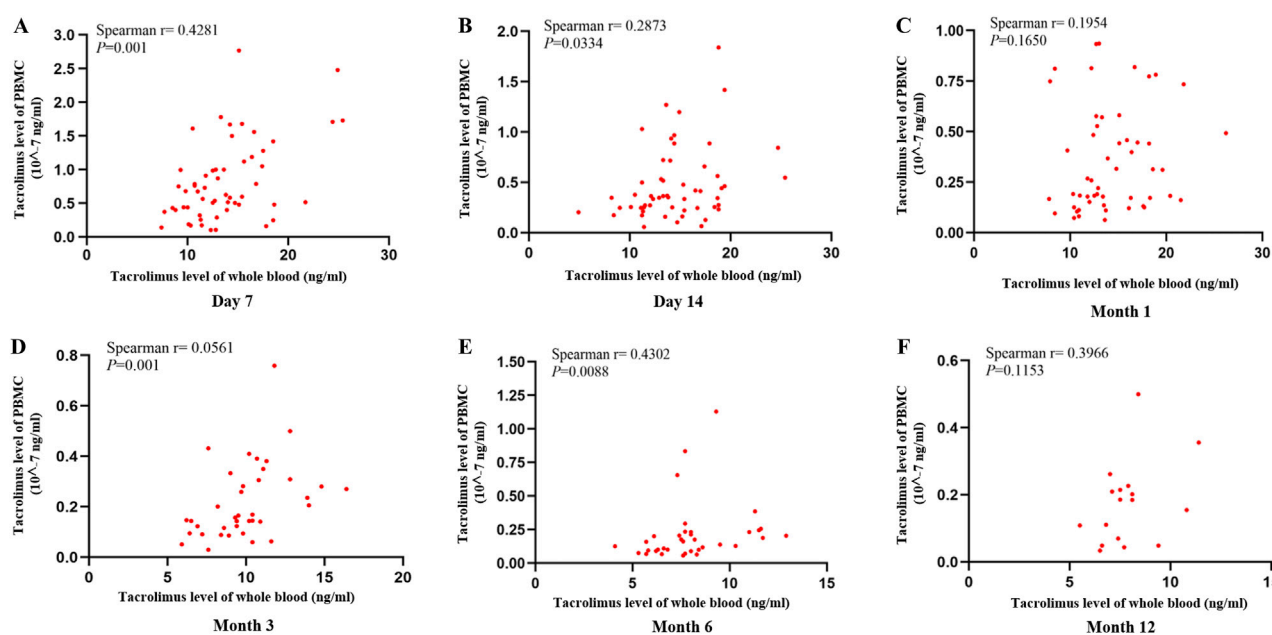 A
Spearman r= 0.4281
P=0.001
Tacrolimus level of PBMC
(10^-7 ng/ml)
3.0
2.5
2.0
1.5
1.0
0.5
0.0
0
10
20
30
Tacrolimus level of whole blood (ng/ml)
Day 7
B
Spearman r= 0.2873
P=0.0334
Tacrolimus level of PBMC
(10^-7 ng/ml)
2.0
1.5
1.0
0.5
0.0
0
10
20
30
Tacrolimus level of whole blood (ng/ml)
Day 14
C
Spearman r= 0.1954
P=0.1650
Tacrolimus level of PBMC
(10^-7 ng/ml)
1.00
0.75
0.50
0.25
0.00
0
10
20
30
Tacrolimus level of whole blood (ng/ml)
Month 1
D
Spearman r= 0.0561
P=0.001
Tacrolimus level of PBMC
(10^-7 ng/ml)
0.8
0.6
0.4
0.2
0.0
0
5
10
15
20
Tacrolimus level of whole blood (ng/ml)
Month 3
E
Spearman r= 0.4302
P=0.0088
Tacrolimus level of PBMC
(10^-7 ng/ml)
1.50
1.25
1.00
0.75
0.50
0.25
0.00
0
5
10
15
Tacrolimus level of whole blood (ng/ml)
Month 6
F
Spearman r= 0.3966
P=0.1153
Tacrolimus level of PBMC
(10^-7 ng/ml)
0.6
0.4
0.2
0.0
0
5
10
15
Tacrolimus level of whole blood (ng/ml)
Month 12